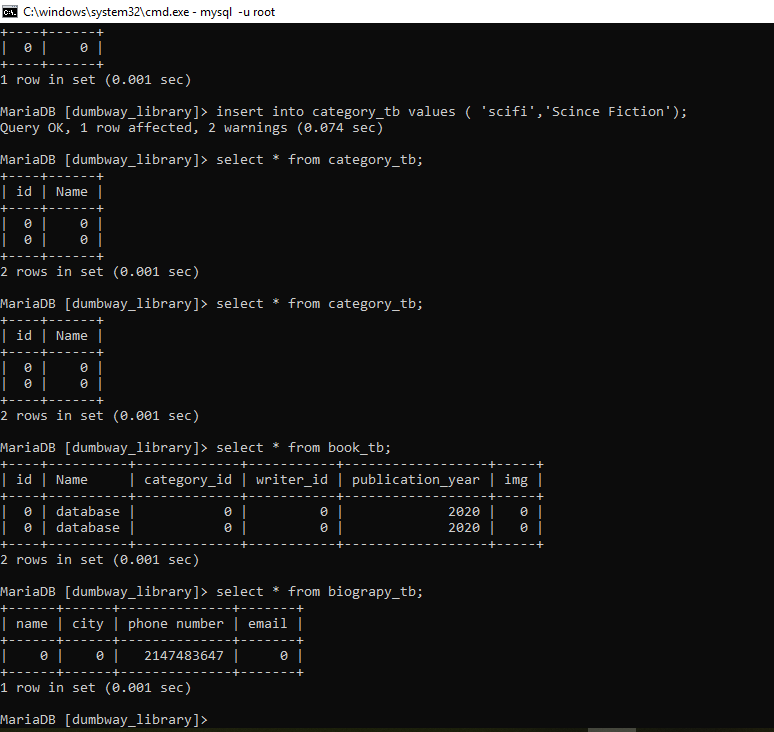 C:\windows\system32\cmd.exe - mysql  -u root
+----+------+
|  0 |    0 |
+----+------+
1 row in set (0.001 sec)
MariaDB [dumbway_library]> insert into category_tb values ( 'scifi','Scince Fiction');
Query OK, 1 row affected, 2 warnings (0.074 sec)
MariaDB [dumbway_library]> select * from category_tb;
+----+------+
| id | Name |
+----+------+
|  0 |    0 |
|  0 |    0 |
+----+------+
2 rows in set (0.001 sec)
MariaDB [dumbway_library]> select * from category_tb;
+----+------+
| id | Name |
+----+------+
|  0 |    0 |
|  0 |    0 |
+----+------+
2 rows in set (0.001 sec)
MariaDB [dumbway_library]> select * from book_tb;
+----+----------+-------------+-----------+------------------+-----+
| id | Name     | category_id | writer_id | publication_year | img |
+----+----------+-------------+-----------+------------------+-----+
|  0 | database |           0 |         0 |             2020 |   0 |
|  0 | database |           0 |         0 |             2020 |   0 |
+----+----------+-------------+-----------+------------------+-----+
2 rows in set (0.001 sec)
MariaDB [dumbway_library]> select * from biograpy_tb;
+------+------+--------------+-------+
| name | city | phone number | email |
+------+------+--------------+-------+
|    0 |    0 |   2147483647 |     0 |
+------+------+--------------+-------+
1 row in set (0.001 sec)
MariaDB [dumbway_library]>